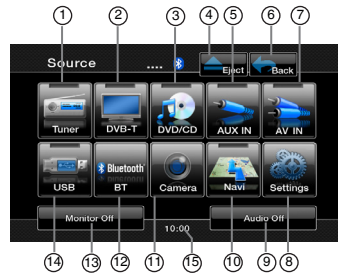 ① ② ③ ④ ⑤ ⑥ ⑦
Source .... Eject Back
Tuner DVB-T DVD/CD AUX IN AV IN
Bluetooth
USB BT Camera Navi Settings
Monitor Off 10:00 Audio Off
⑭ ⑬ ⑫ ⑪ ⑮ ⑩ ⑨ ⑧